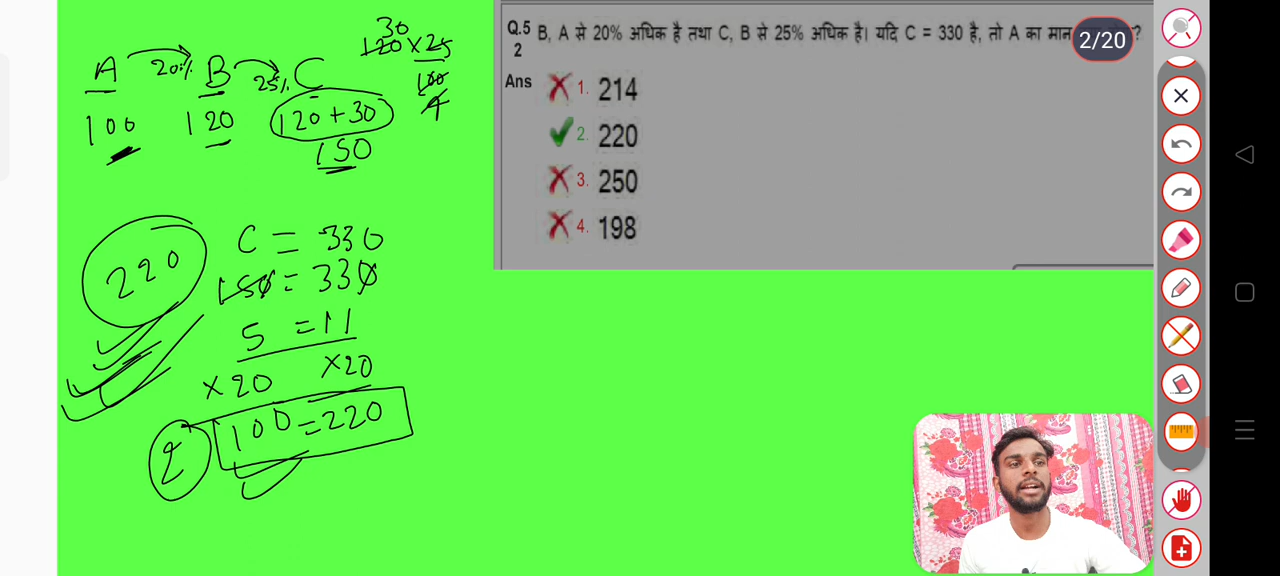 A 20% B 25% C
30
120 × 25
100
4
100 120 120 + 30
150
C = 330
150 = 330
5 = 11
× 20 × 20
100 = 220
2
220
Q.52 B, A से 20% अधिक है तथा C, B से 25% अधिक है। यदि C = 330 है, तो A का मान ?
2/20
Ans
1. 214
2. 220
3. 250
4. 198